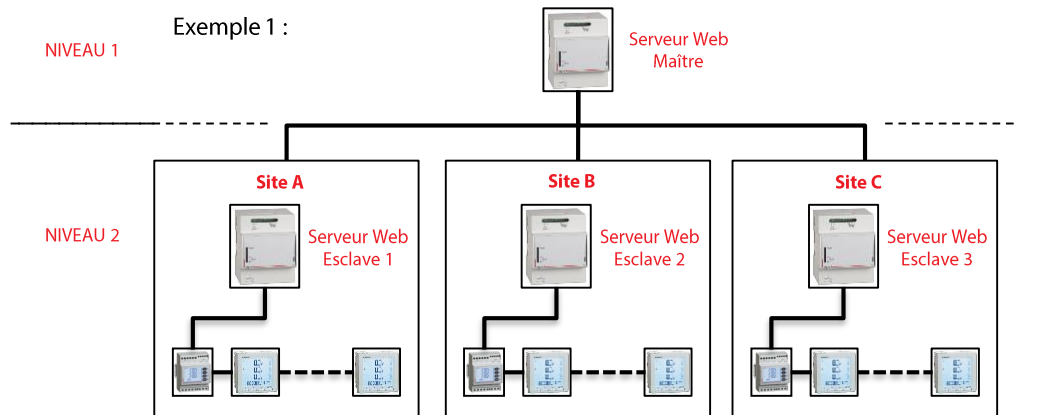 Exemple 1 :
NIVEAU 1
Serveur Web
Maître
Site A
Site B
Site C
NIVEAU 2
Serveur Web
Esclave 1
Serveur Web
Esclave 2
Serveur Web
Esclave 3